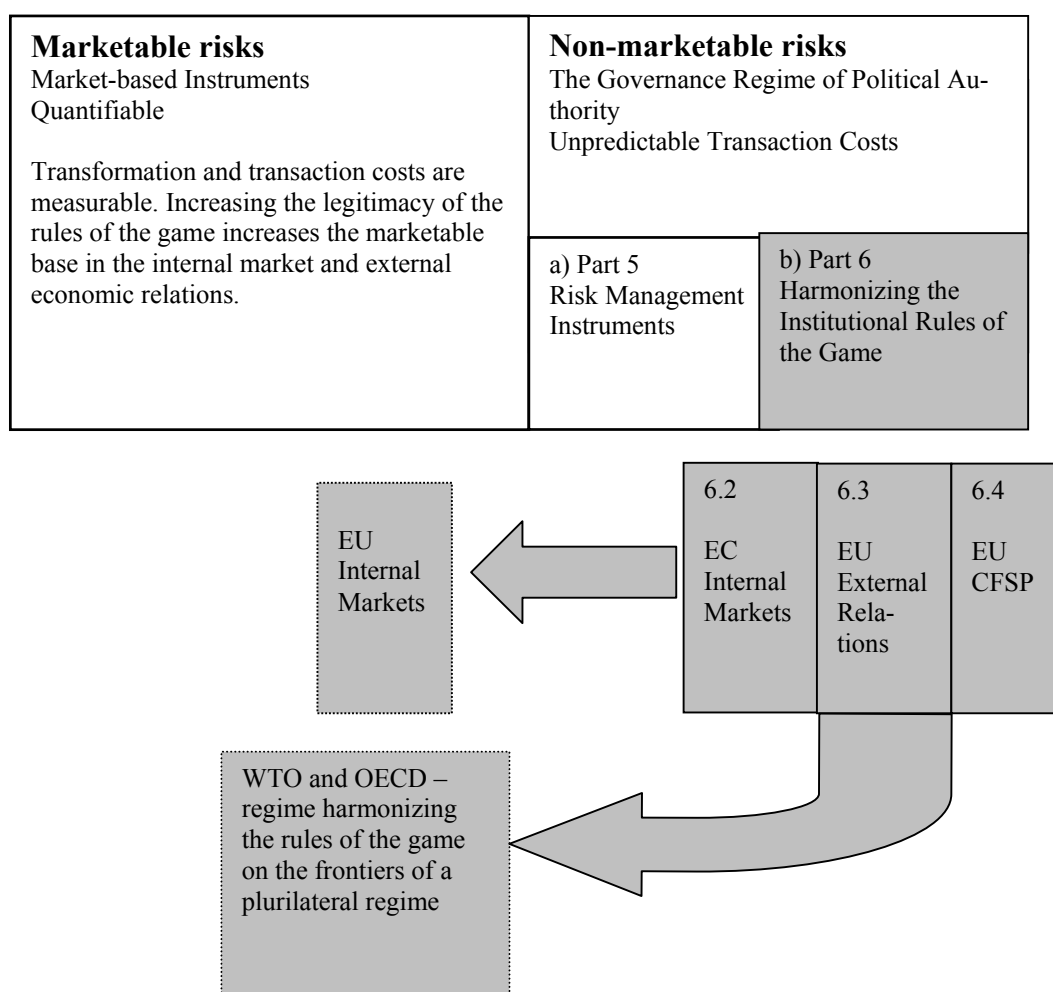 Marketable risks
Market-based Instruments
Quantifiable
Transformation and transaction costs are
measurable. Increasing the legitimacy of the
rules of the game increases the marketable
base in the internal market and external
economic relations.
Non-marketable risks
The Governance Regime of Political Au-
thority
Unpredictable Transaction Costs
a) Part 5
Risk Management
Instruments
b) Part 6
Harmonizing the
Institutional Rules of
the Game
EU
Internal
Markets
6.2
EC
Internal
Markets
6.3
EU
External
Rela-
tions
6.4
EU
CFSP
WTO and OECD –
regime harmonizing
the rules of the game
on the frontiers of a
plurilateral regime